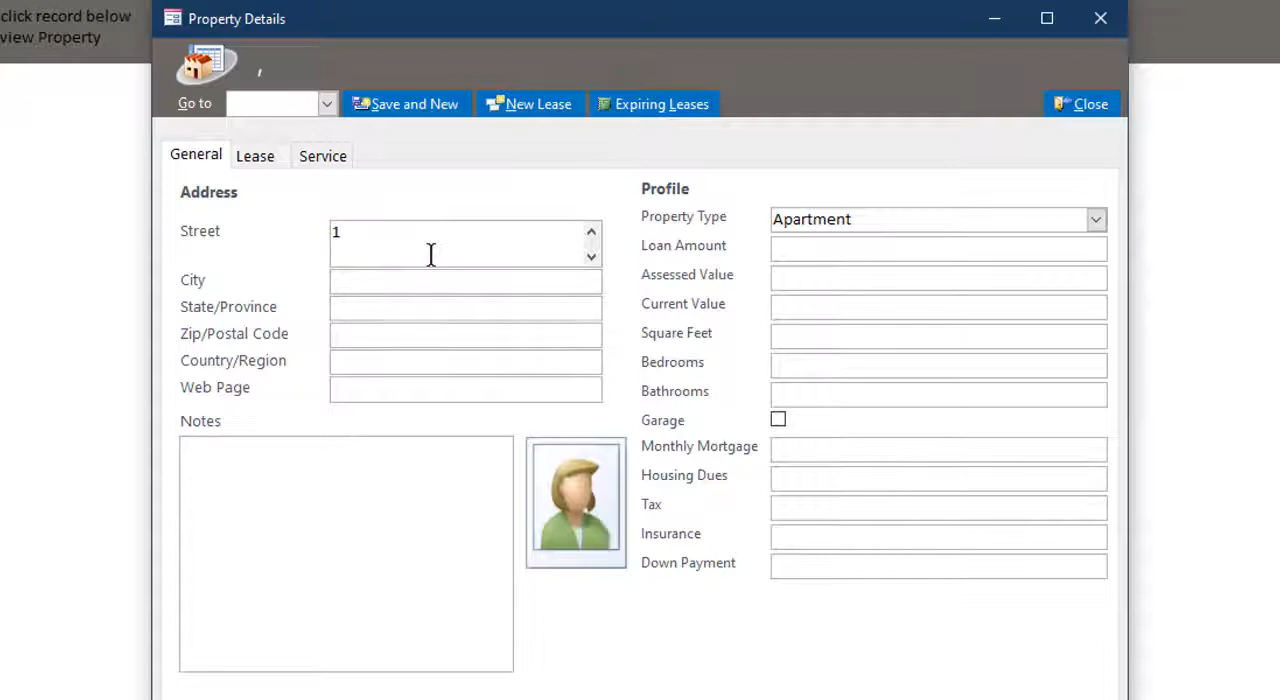 click record below
view Property
Property Details
,
Go to
Save and New
New Lease
Expiring Leases
Close
General
Lease
Service
Address
Street
1
City
State/Province
Zip/Postal Code
Country/Region
Web Page
Notes
Profile
Property Type
Apartment
Loan Amount
Assessed Value
Current Value
Square Feet
Bedrooms
Bathrooms
Garage
Monthly Mortgage
Housing Dues
Tax
Insurance
Down Payment